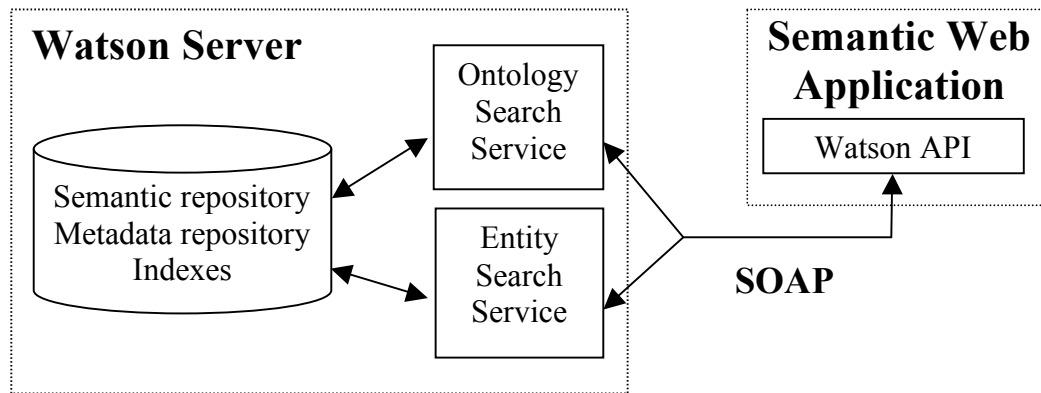 Watson Server
Semantic repository
Metadata repository
Indexes
Ontology
Search
Service
Entity
Search
Service
SOAP
Semantic Web
Application
Watson API